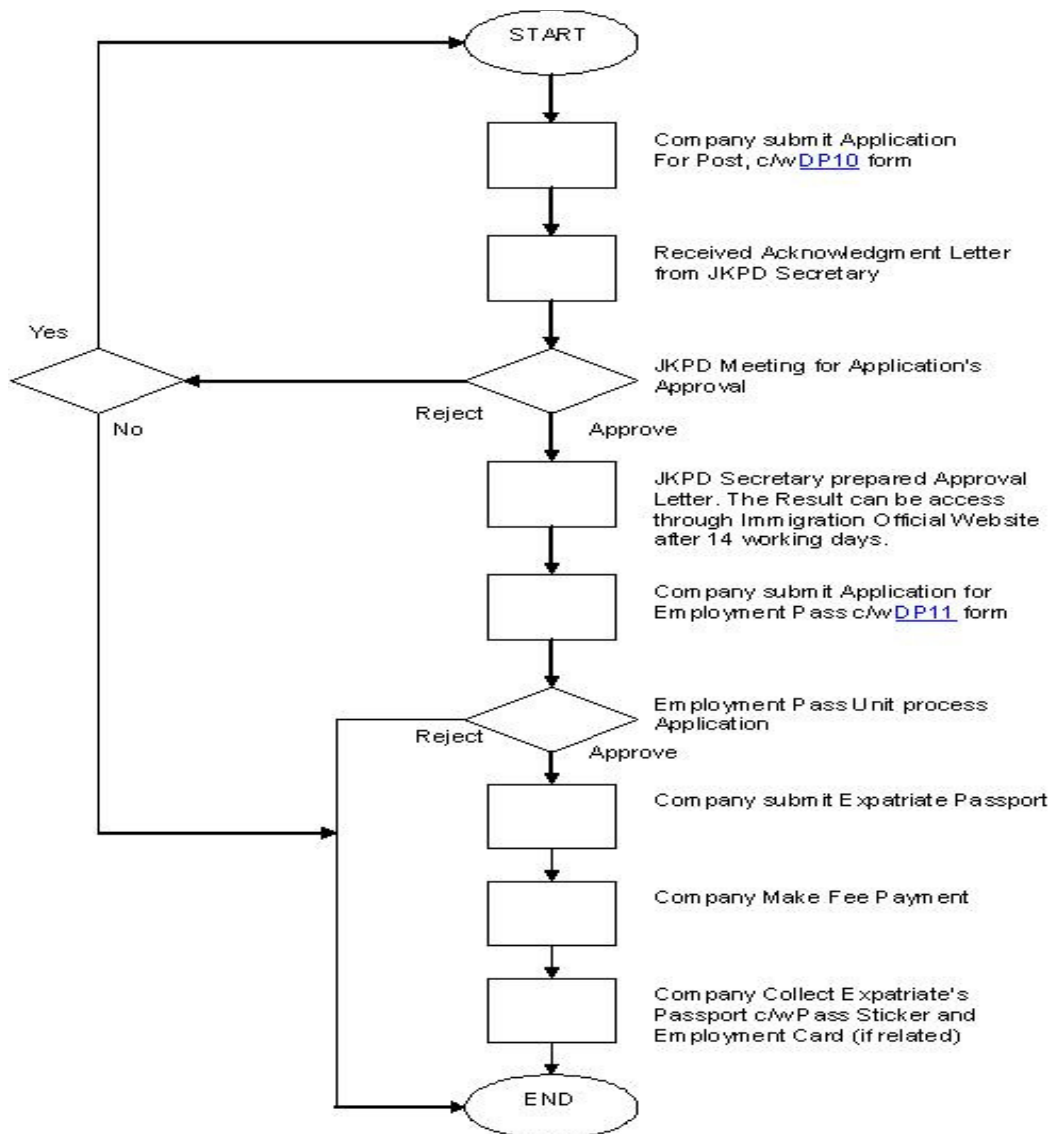 START
Company submit Application
For Post, c/w DP10 form
Received Acknowledgment Letter
from JKPD Secretary
Yes
JKPD Meeting for Application's
Approval
Reject
No
Approve
JKPD Secretary prepared Approval
Letter. The Result can be access
through Immigration Official Website
after 14 working days.
Company submit Application for
Employment Pass c/w DP11 form
Employment Pass Unit process
Application
Reject
Approve
Company submit Expatriate Passport
Company Make Fee Payment
Company Collect Expatriate's
Passport c/w Pass Sticker and
Employment Card (if related)
END